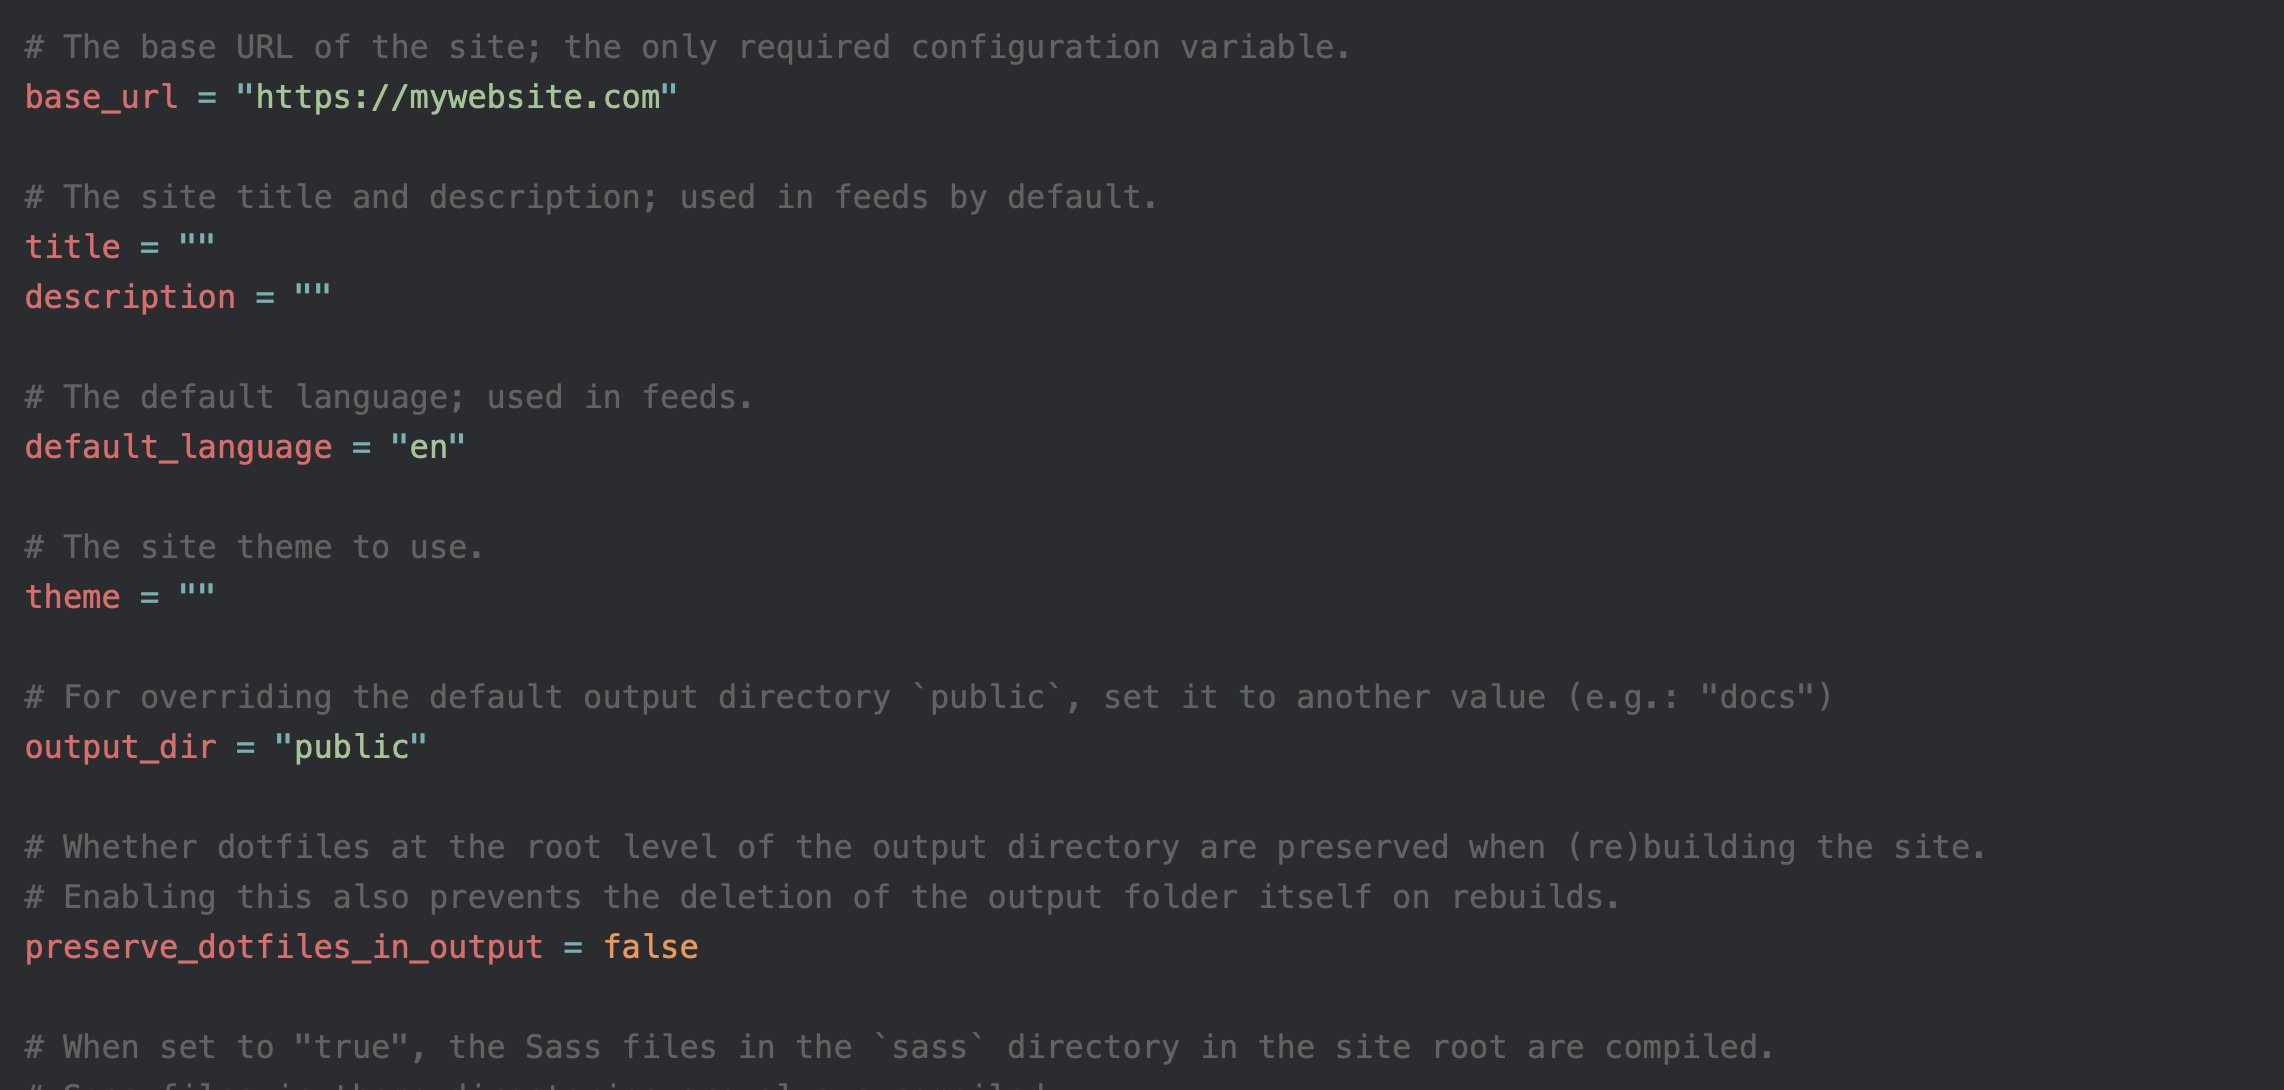 # The base URL of the site; the only required configuration variable.
base_url = "https://mywebsite.com"
# The site title and description; used in feeds by default.
title = ""
description = ""
# The default language; used in feeds.
default_language = "en"
# The site theme to use.
theme = ""
# For overriding the default output directory `public`, set it to another value (e.g.: "docs")
output_dir = "public"
# Whether dotfiles at the root level of the output directory are preserved when (re)building the site.
# Enabling this also prevents the deletion of the output folder itself on rebuilds.
preserve_dotfiles_in_output = false
# When set to "true", the Sass files in the `sass` directory in the site root are compiled.